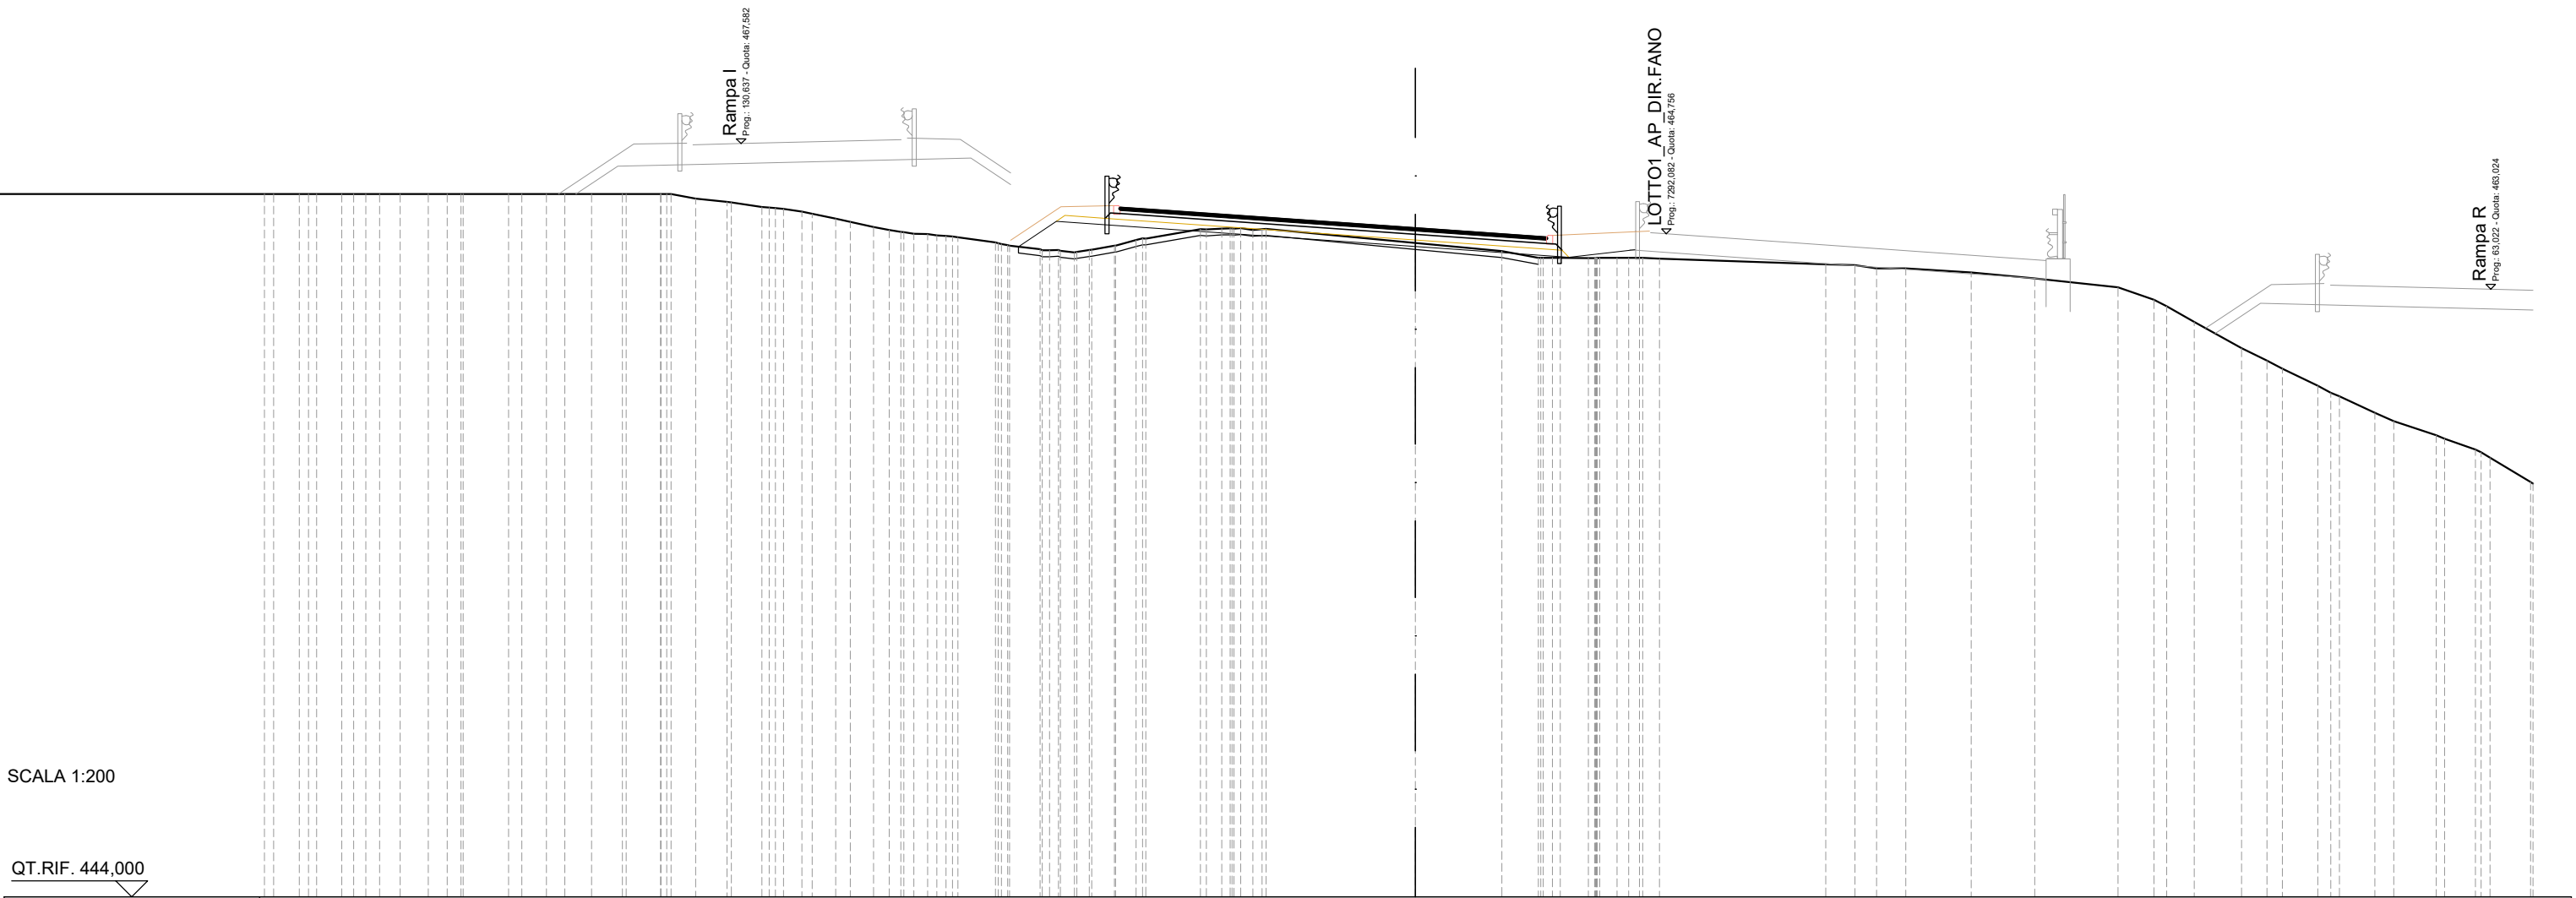 Rampa I
Prog.: 130,637 - Quota: 467,582
LOTTO1_AP_DIR.FANO
Prog.: 7292,082 - Quota: 464,756
Rampa R
Prog.: 63,022 - Quota: 463,024
SCALA 1:200
QT.RIF. 444,000